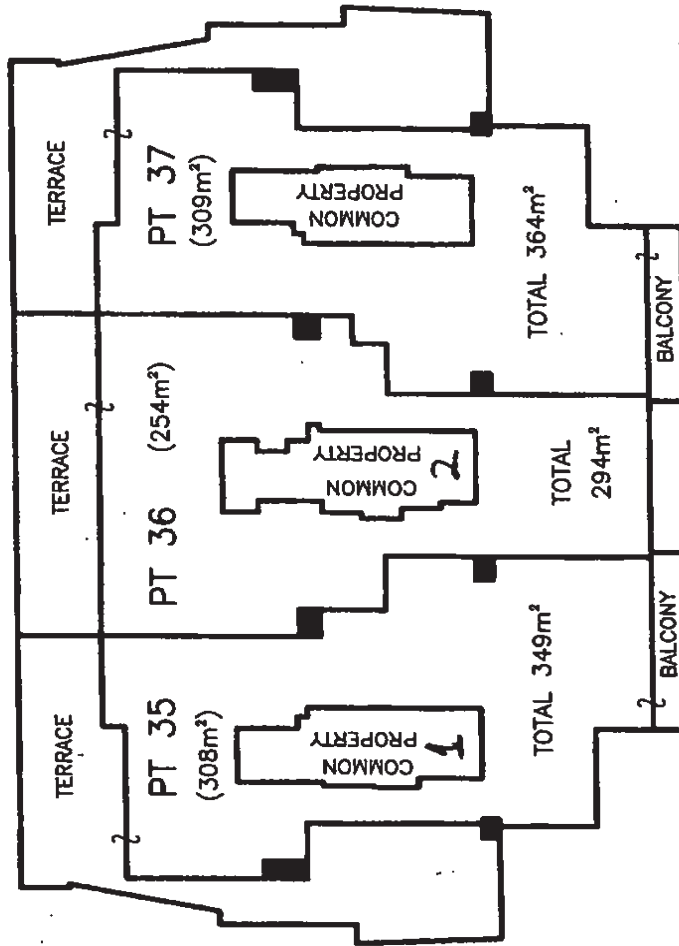 TERRACE
TERRACE
TERRACE
PT 35
(308m²)
PT 36
(254m²)
PT 37
(309m²)
COMMON
PROPERTY
1
COMMON
PROPERTY
2
COMMON
PROPERTY
TOTAL 349m²
TOTAL
294m²
TOTAL 364m²
BALCONY
BALCONY